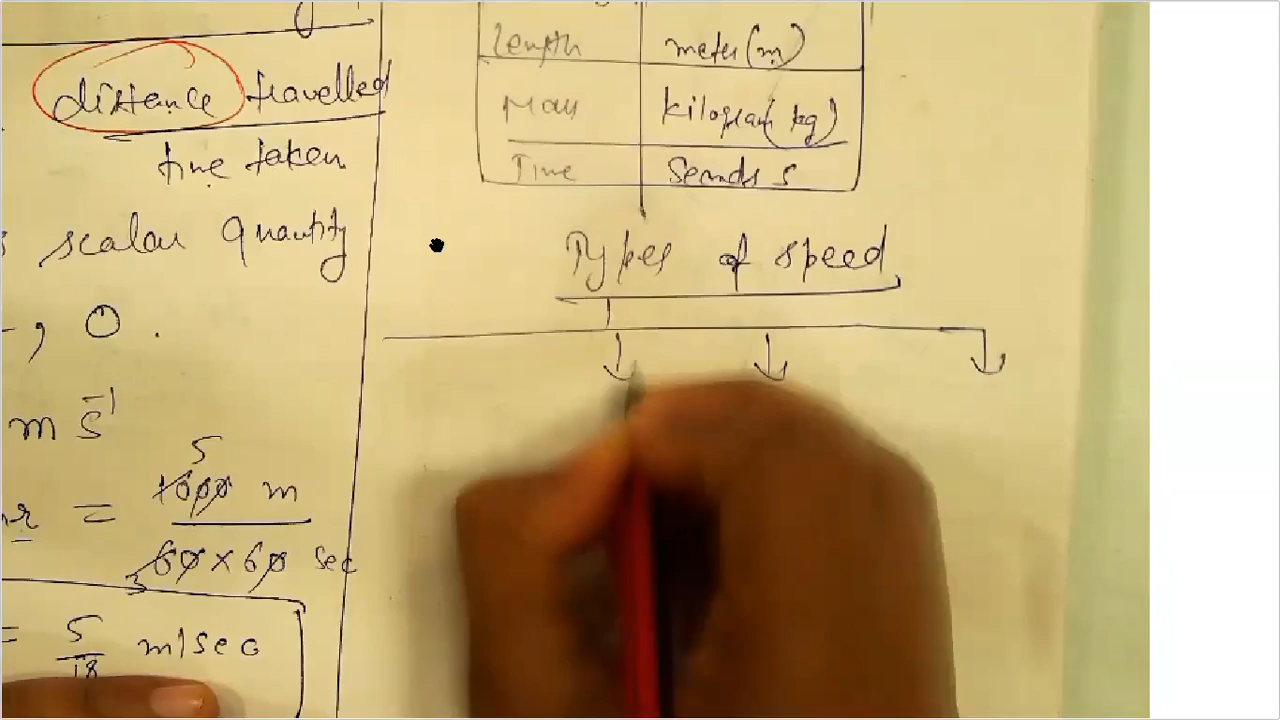 distance travelled
time taken
scalar quantity
, 0.
m s⁻¹
5
= 1000 m
60 × 60 sec
3
= 5/18 m/sec
Length meter(m)
Mass kilogram(kg)
Time Seconds s
Types of speed